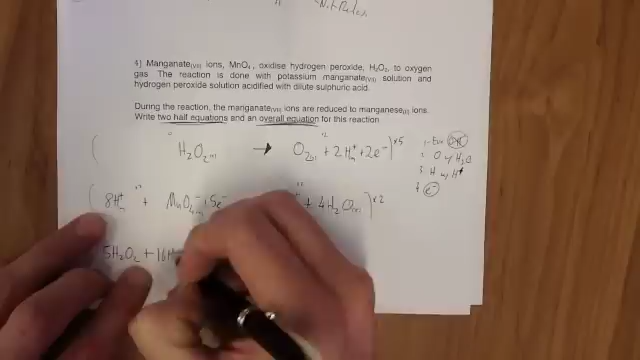 4] Manganate(VII) ions, MnO₄⁻, oxidise hydrogen peroxide, H₂O₂, to oxygen
gas. The reaction is done with potassium manganate(VII) solution and
hydrogen peroxide solution acidified with dilute sulphuric acid.
During the reaction, the manganate(VII) ions are reduced to manganese(II) ions.
Write two half equations and an overall equation for this reaction
( H₂O₂ → O₂ + 2H⁺ + 2e⁻ ) ×5
( 8H⁺ + MnO₄⁻ + 5e⁻ + 4H₂O ) ×2
5H₂O₂ + 16H
2 O w/ H₂O
3 H w/ H⁺
4 e⁻